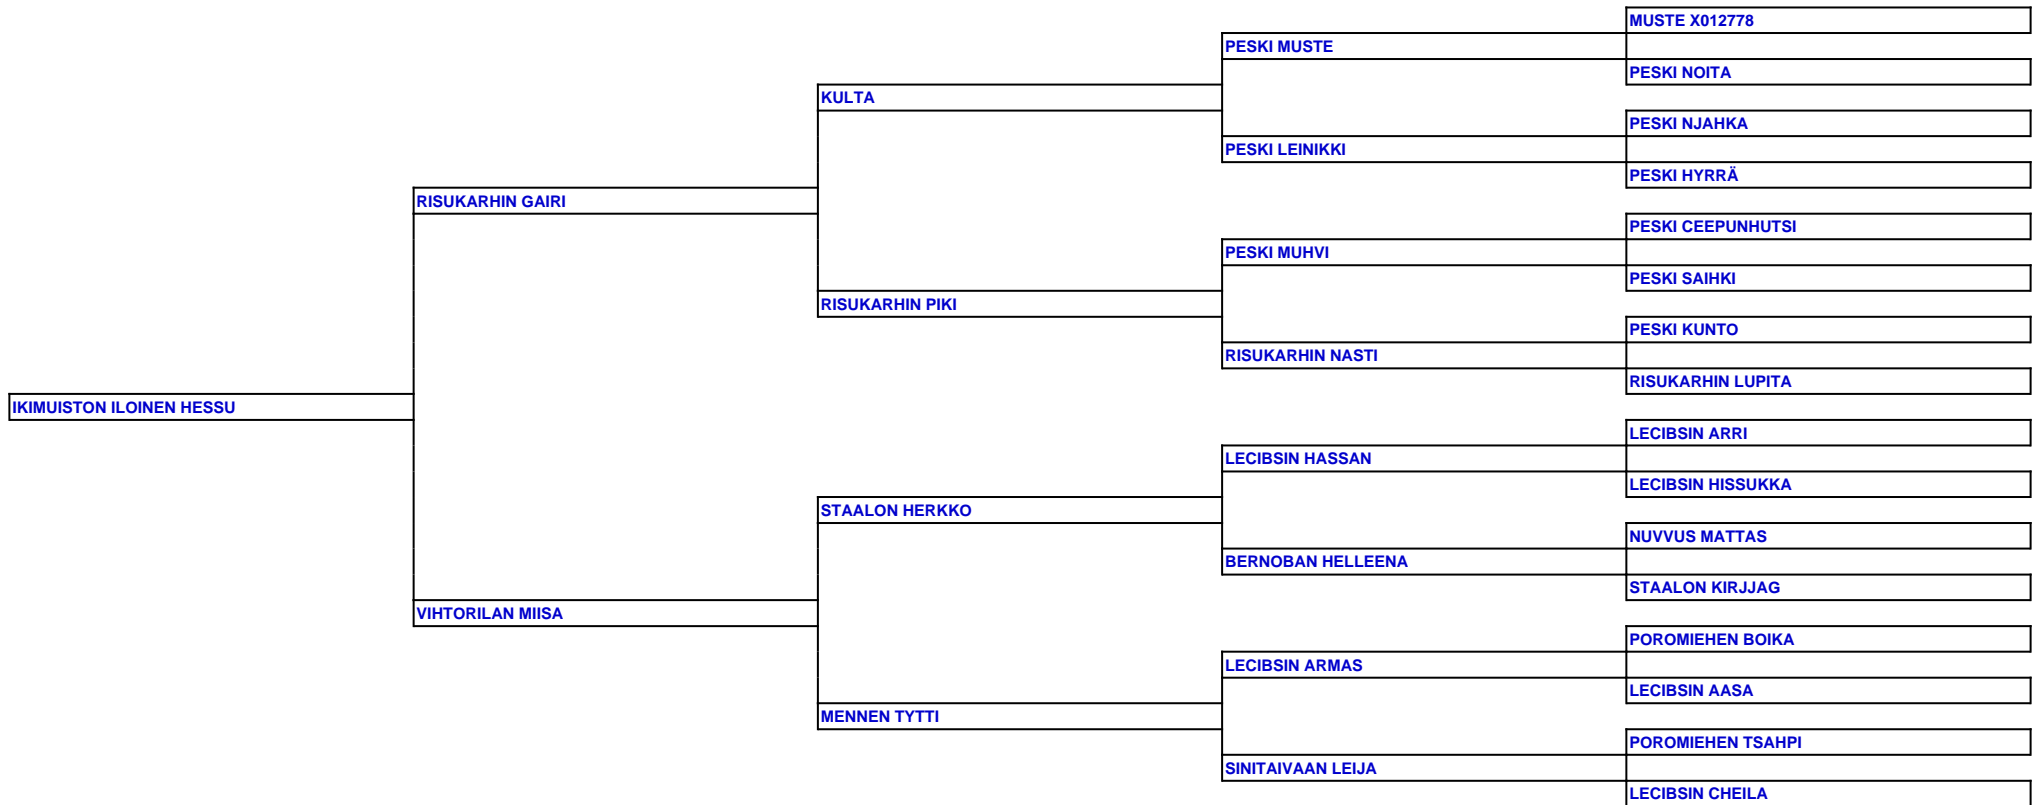 MUSTE X012778
PESKI MUSTE
PESKI NOITA
KULTA
PESKI NJAHKA
PESKI LEINIKKI
PESKI HYRRÄ
RISUKARHIN GAIRI
PESKI CEEPUNHUTSI
PESKI MUHVI
PESKI SAIHKI
RISUKARHIN PIKI
PESKI KUNTO
RISUKARHIN NASTI
RISUKARHIN LUPITA
IKIMUISTON ILOINEN HESSU
LECIBSIN ARRI
LECIBSIN HASSAN
LECIBSIN HISSUKKA
STAALON HERKKO
NUVVUS MATTAS
BERNOBAN HELLEENA
STAALON KIRJJAG
VIHTORILAN MIISA
POROMIEHEN BOIKA
LECIBSIN ARMAS
LECIBSIN AASA
MENNEN TYTTI
POROMIEHEN TSAHPI
SINITAIVAAN LEIJA
LECIBSIN CHEILA